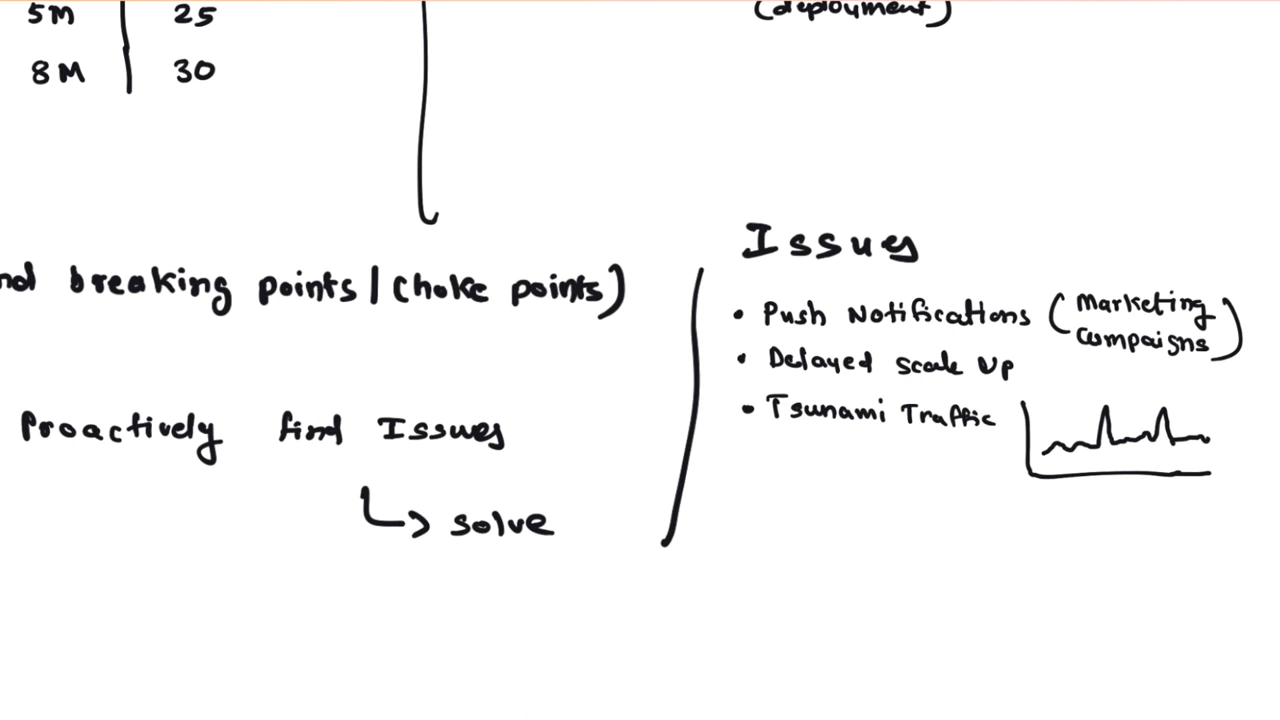 5M 25
(deployment)
8M 30
Issues
nd breaking points/choke points)
• Push Notifications (Marketing
Campaigns)
• Delayed Scale Up
• Tsunami Traffic
Proactively find Issues
↳ solve